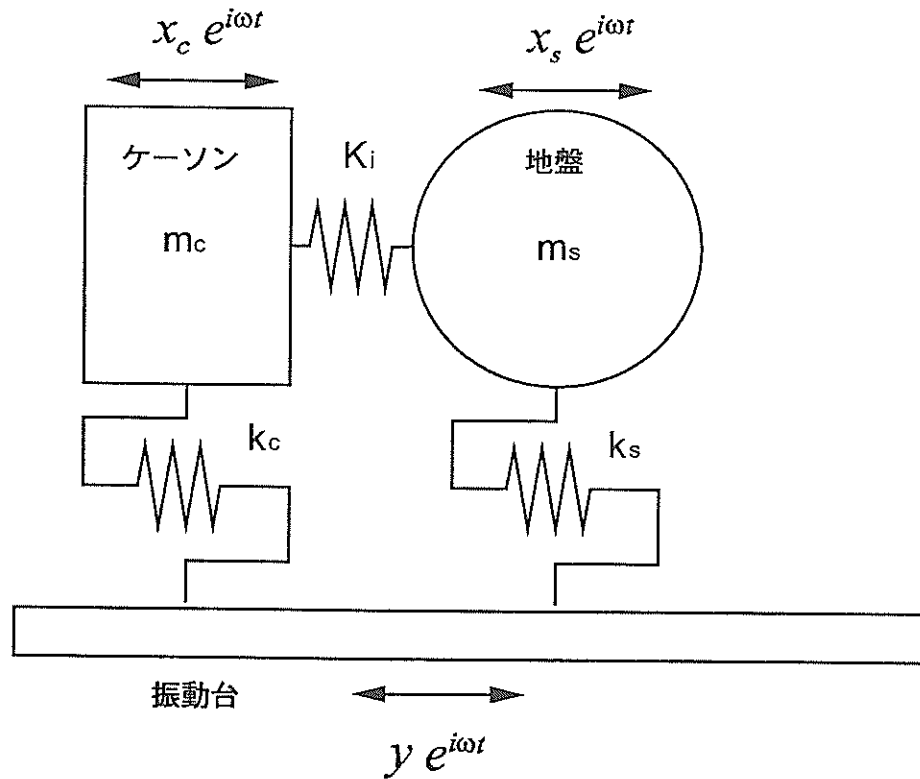 x_c e^{iωt}
x_s e^{iωt}
ケーソン
K_i
地盤
m_c
m_s
k_c
k_s
振動台
y e^{iωt}